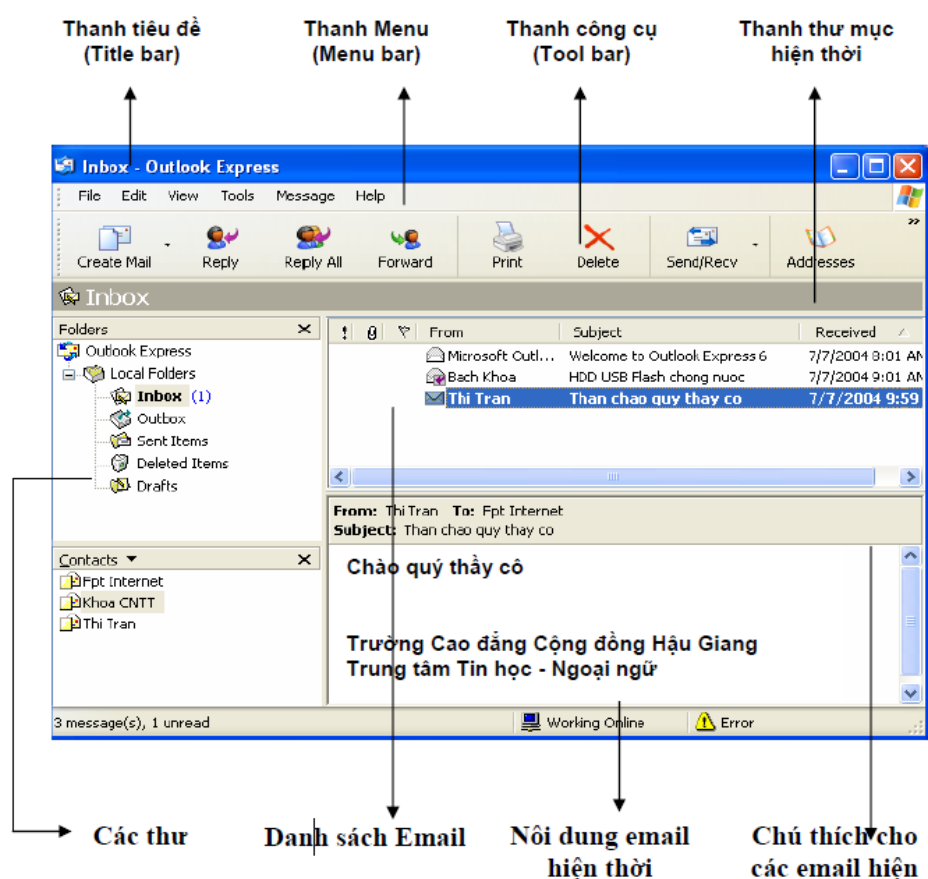 Thanh tiêu đề
(Title bar)
Thanh Menu
(Menu bar)
Thanh công cụ
(Tool bar)
Thanh thư mục
hiện thời
Inbox - Outlook Express
File Edit View Tools Message Help
Create Mail Reply Reply All Forward Print Delete Send/Recv Addresses
Inbox
Folders
Outlook Express
Local Folders
Inbox (1)
Outbox
Sent Items
Deleted Items
Drafts
Contacts
Fpt Internet
Khoa CNTT
Thi Tran
! From Subject Received
Microsoft Outl... Welcome to Outlook Express 6 7/7/2004 8:01 AM
Bach Khoa HDD USB Flash chong nuoc 7/7/2004 9:01 AM
Thi Tran Than chao quy thay co 7/7/2004 9:59
From: Thi Tran To: Fpt Internet
Subject: Than chao quy thay co
Chào quý thầy cô
Trường Cao đẳng Cộng đồng Hậu Giang
Trung tâm Tin học - Ngoại ngữ
3 message(s), 1 unread Working Online Error
Các thư
Danh sách Email
Nôi dung email
hiện thời
Chú thích cho
các email hiện